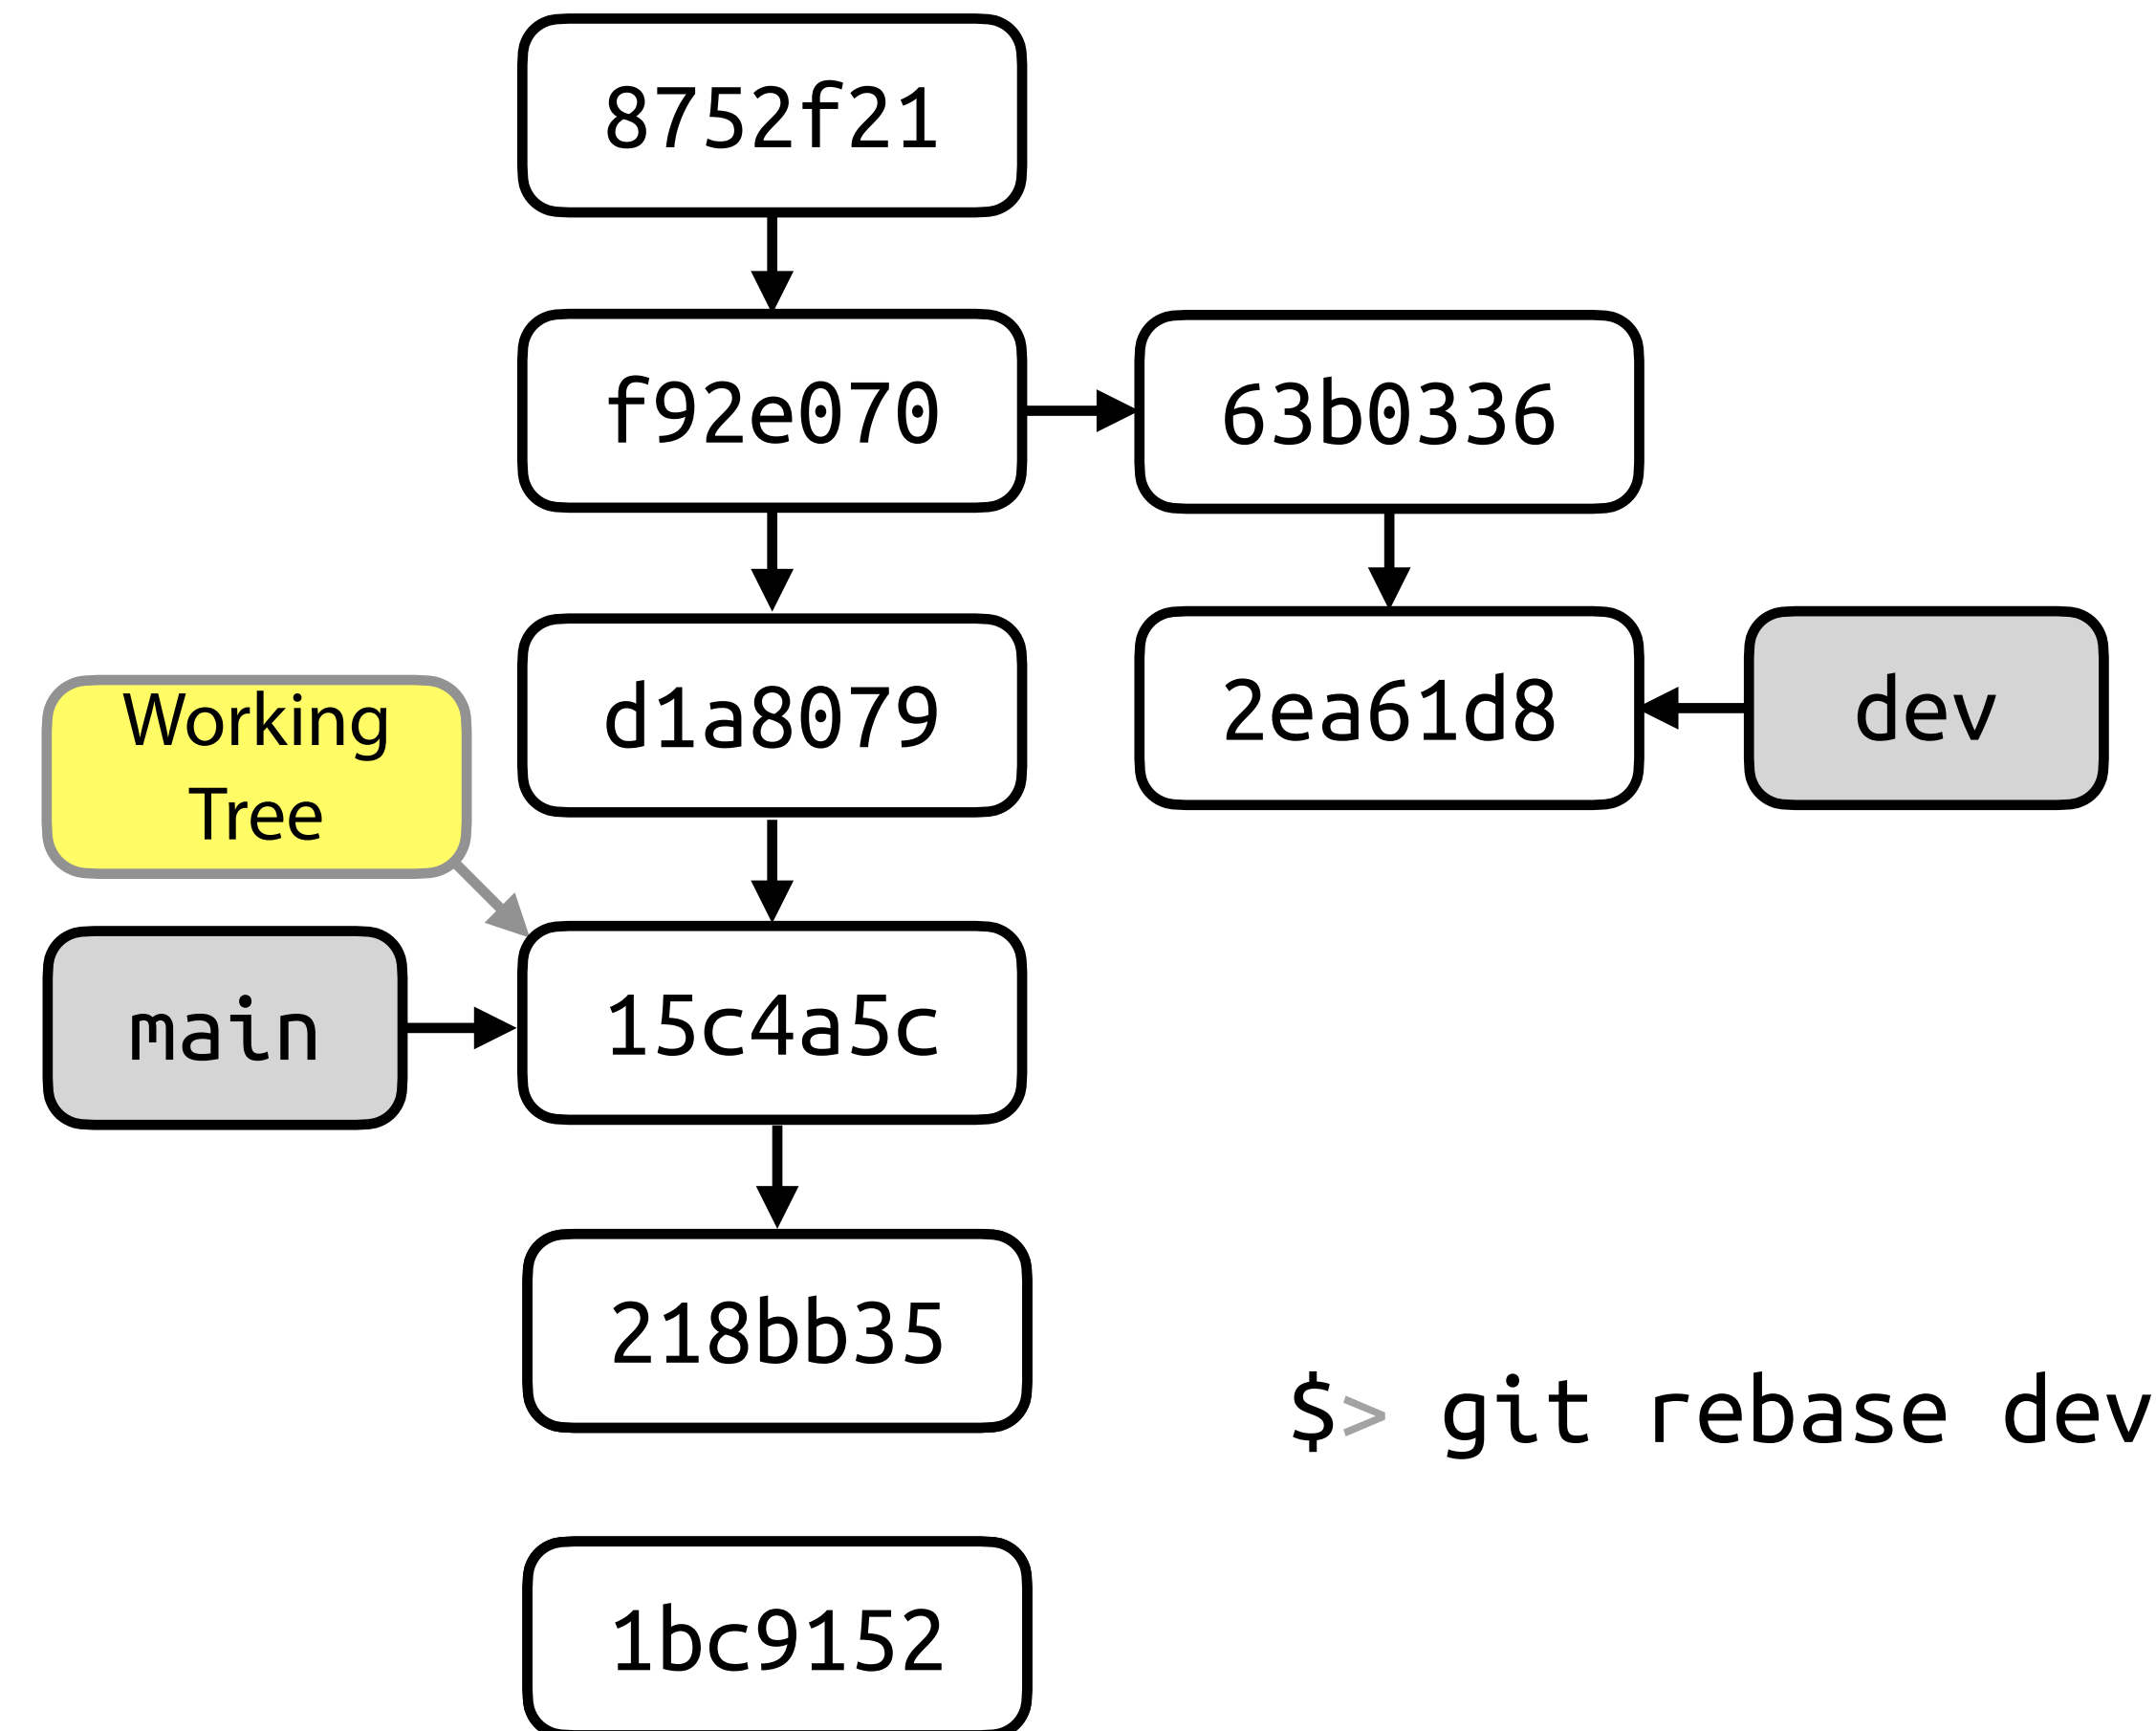 8752f21
f92e070
63b0336
d1a8079
2ea61d8
dev
Working
Tree
main
15c4a5c
218bb35
$> git rebase dev
1bc9152